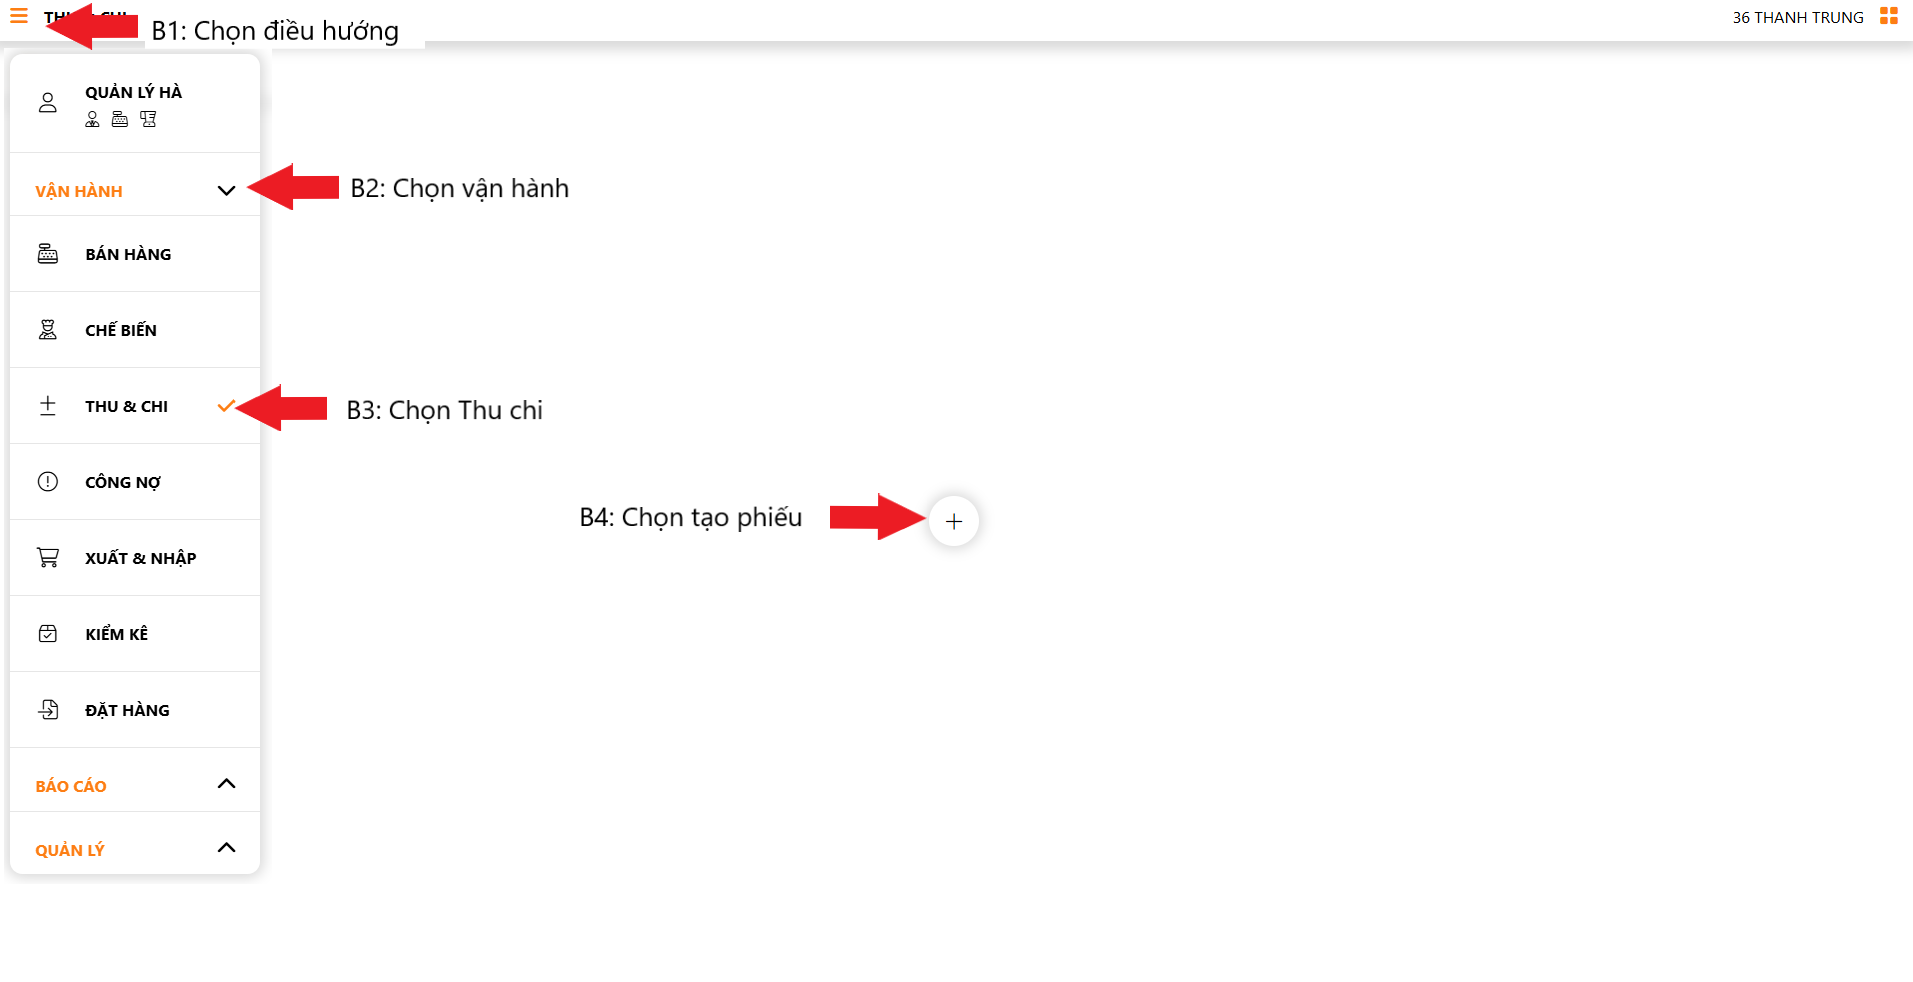 B1: Chọn điều hướng
36 THANH TRUNG
QUẢN LÝ HÀ
VẬN HÀNH
B2: Chọn vận hành
BÁN HÀNG
CHẾ BIẾN
THU & CHI
B3: Chọn Thu chi
CÔNG NỢ
B4: Chọn tạo phiếu
XUẤT & NHẬP
KIỂM KÊ
ĐẶT HÀNG
BÁO CÁO
QUẢN LÝ